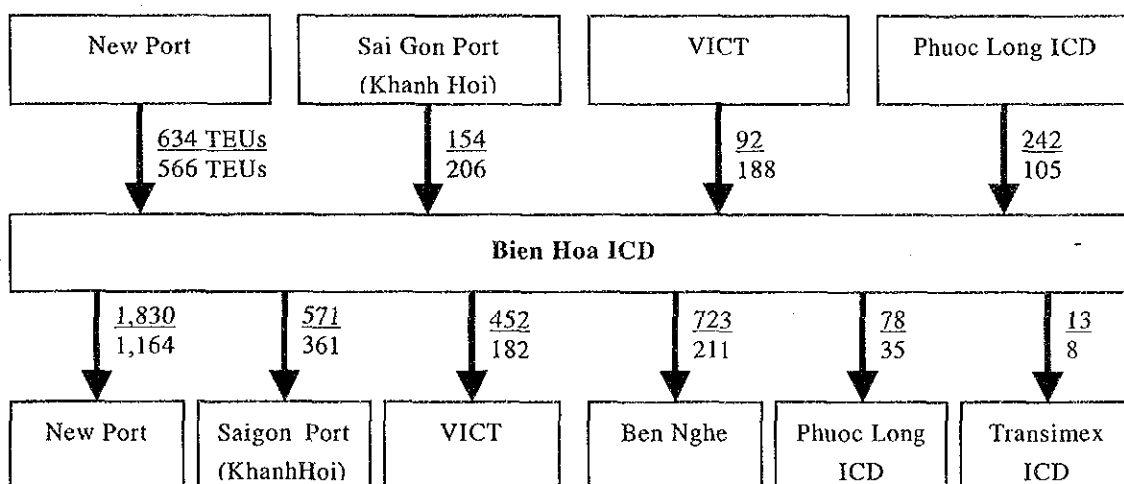 New Port
Sai Gon Port
(Khanh Hoi)
VICT
Phuoc Long ICD
634 TEUs
566 TEUs
154
206
92
188
242
105
Bien Hoa ICD
1,830
1,164
571
361
452
182
723
211
78
35
13
8
New Port
Saigon Port
(KhanhHoi)
VICT
Ben Nghe
Phuoc Long
ICD
Transimex
ICD